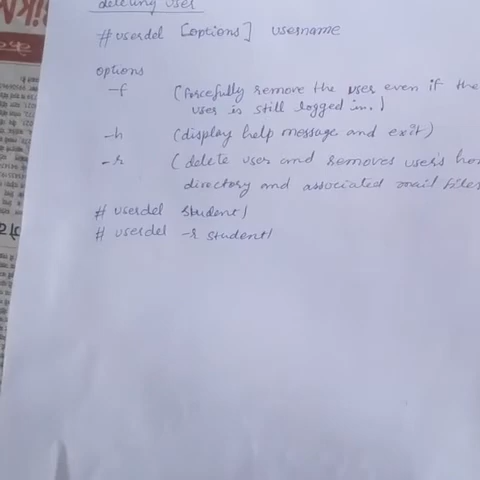 deleting user
#userdel [options] username
options
-f (Forcefully remove the user even if the
user is still logged in.)
-h (display help message and exit)
-r (delete user and removes user's ho
directory and associated mail files
# userdel student1
# userdel -r student1